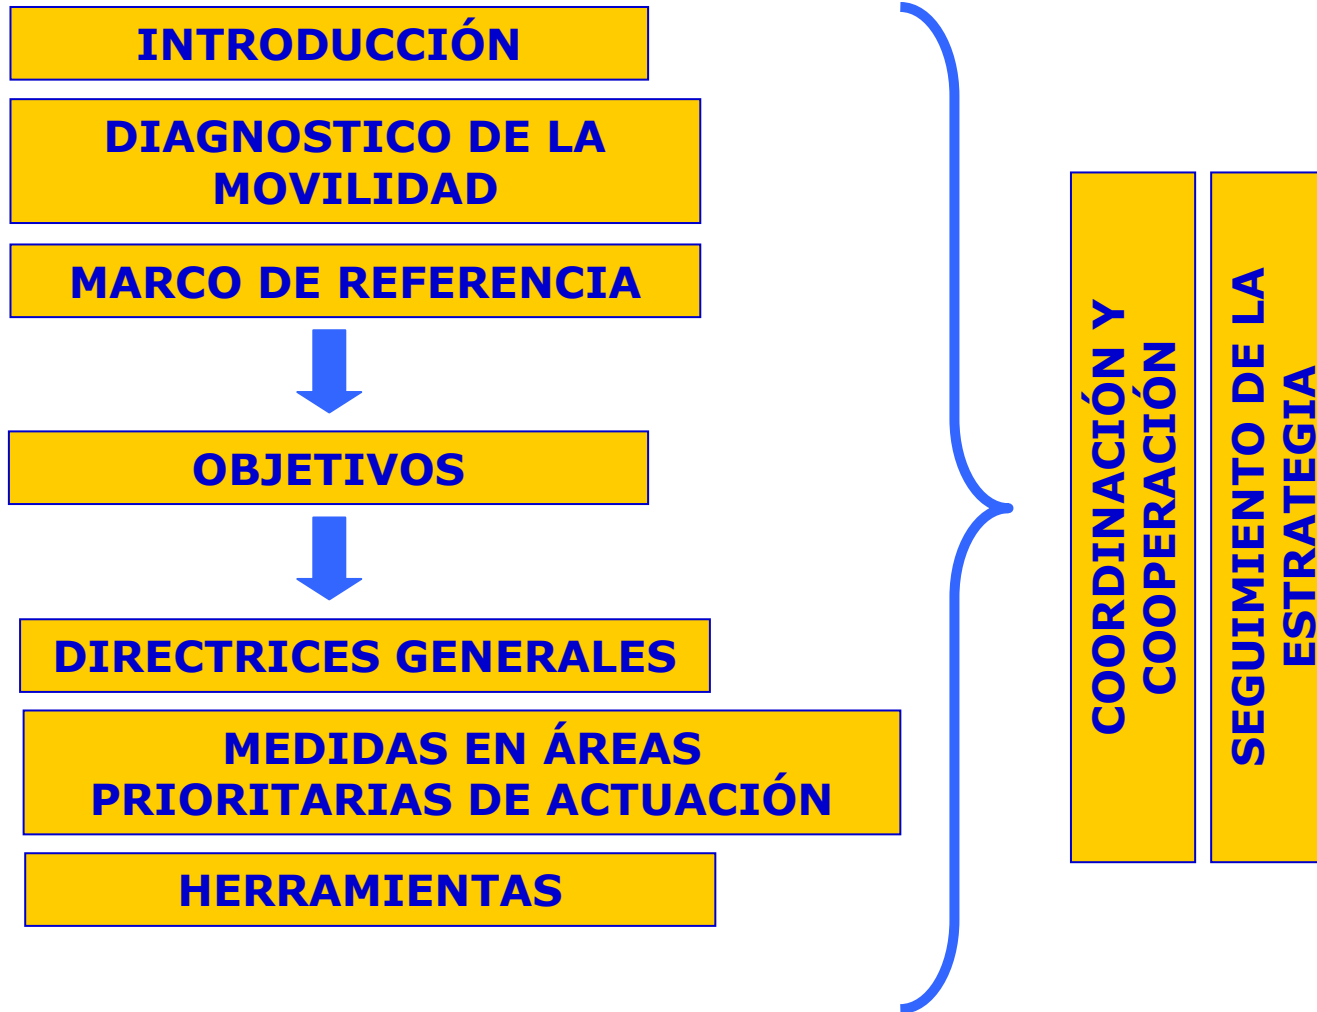 INTRODUCCIÓN
DIAGNOSTICO DE LA
MOVILIDAD
MARCO DE REFERENCIA
OBJETIVOS
DIRECTRICES GENERALES
MEDIDAS EN ÁREAS
PRIORITARIAS DE ACTUACIÓN
HERRAMIENTAS
COORDINACIÓN Y
COOPERACIÓN
SEGUIMIENTO DE LA
ESTRATEGIA